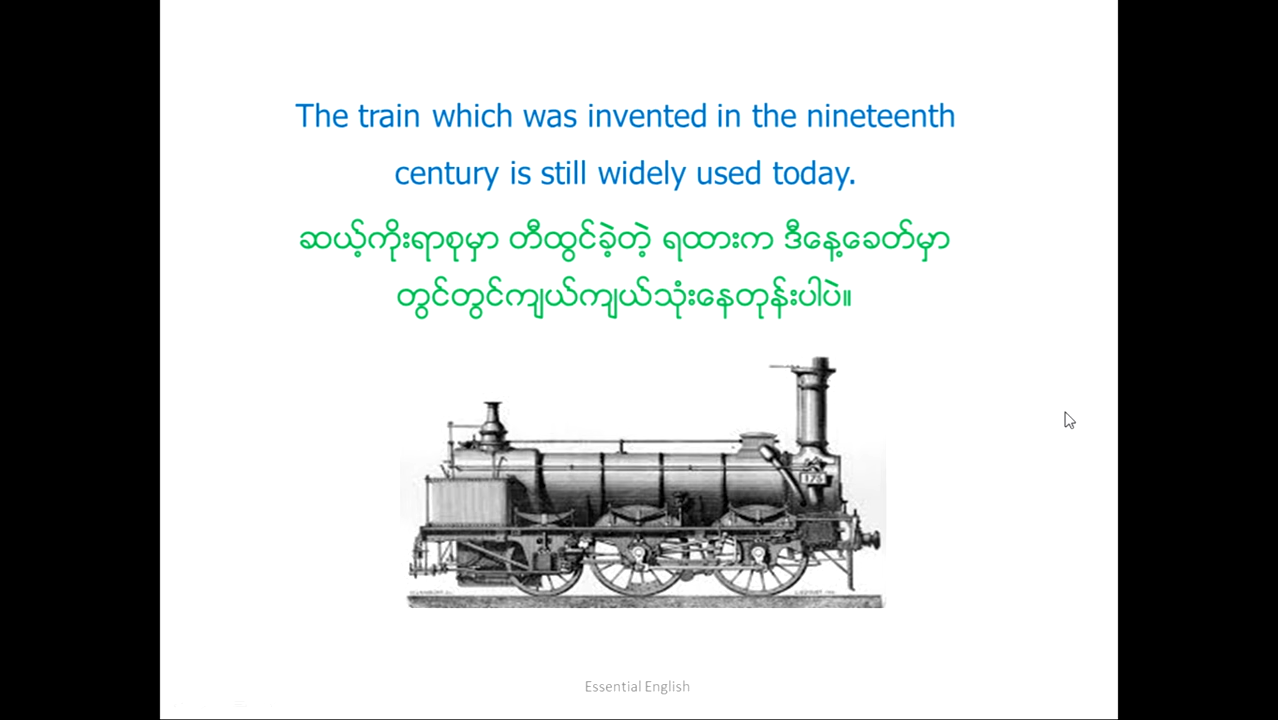 The train which was invented in the nineteenth
century is still widely used today.
ဆယ့်ကိုးရာစုမှာ တီထွင်ခဲ့တဲ့ ရထားက ဒီနေ့ခေတ်မှာ
တွင်တွင်ကျယ်ကျယ်သုံးနေတုန်းပါပဲ။
175
Essential English